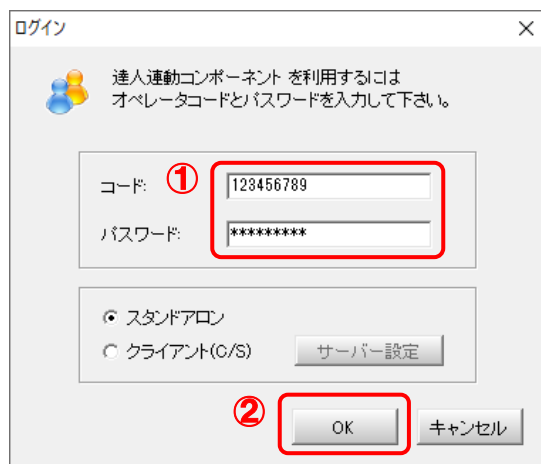 ログイン
達人連動コンポーネント を利用するには
オペレータコードとパスワードを入力して下さい。
①
コード: 123456789
パスワード: *********
スタンドアロン
クライアント(C/S) サーバー設定
②
OK キャンセル